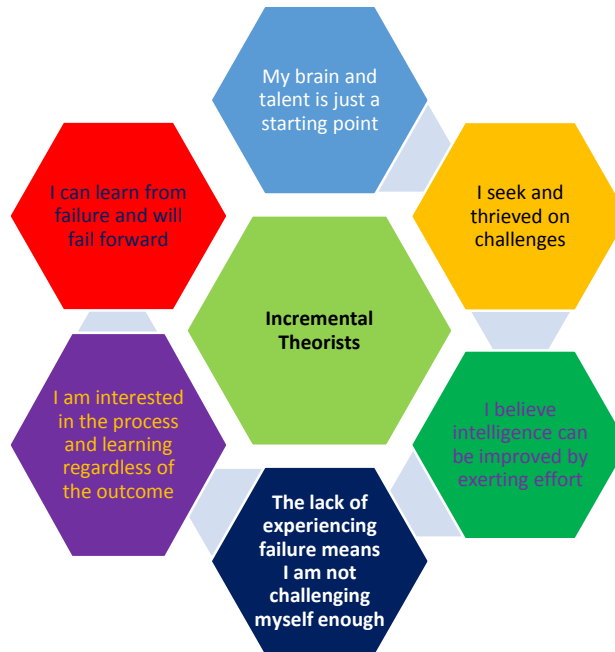 My brain and
talent is just a
starting point
I can learn from
failure and will
fail forward
I seek and
thrieved on
challenges
Incremental
Theorists
I am interested
in the process
and learning
regardless of
the outcome
I believe
intelligence can
be improved by
exerting effort
The lack of
experiencing
failure means
I am not
challenging
myself enough